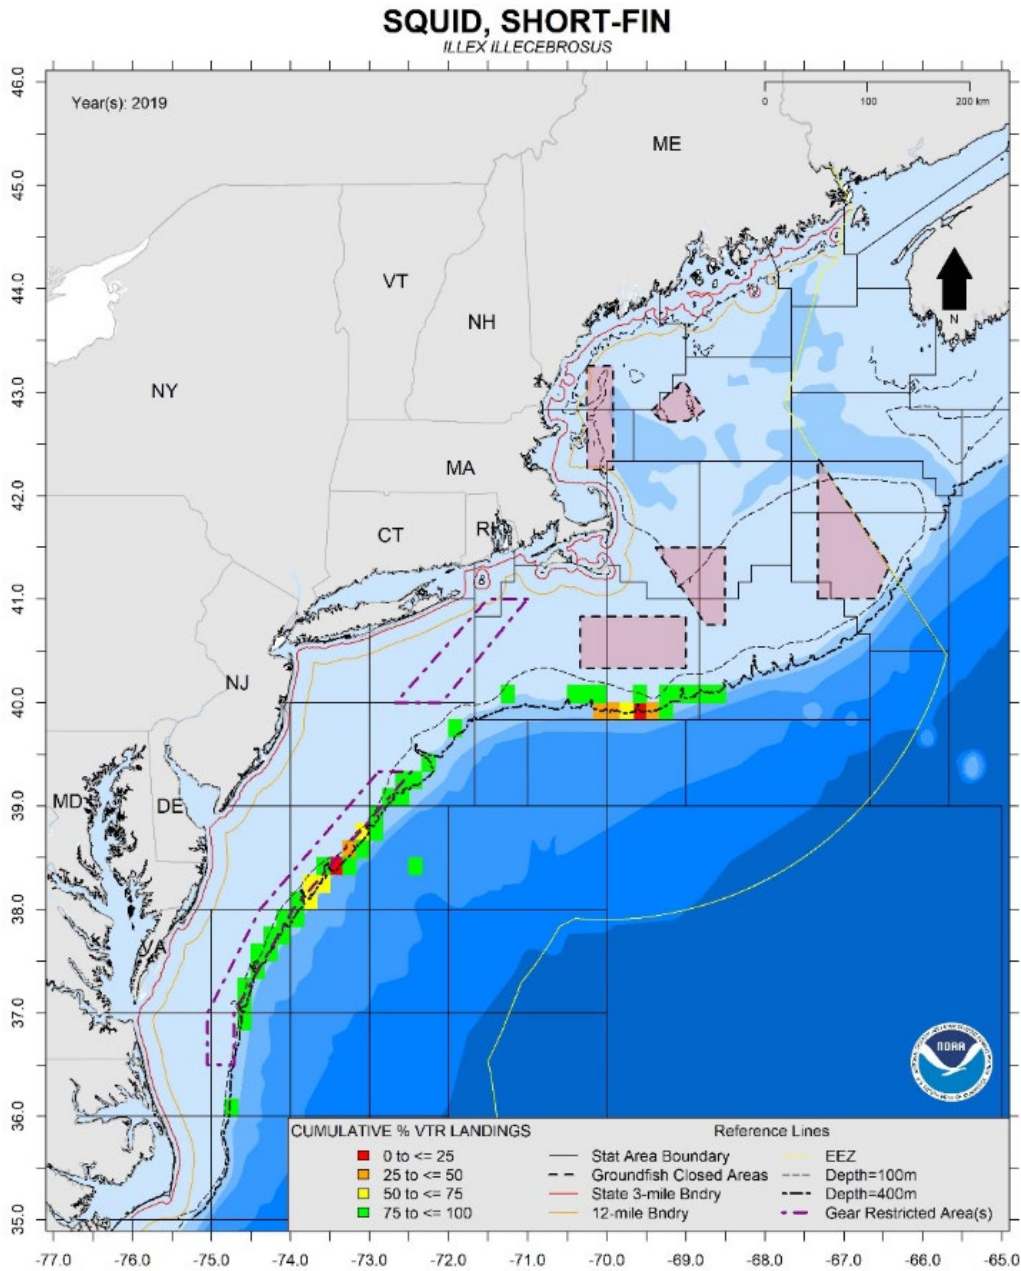 SQUID, SHORT-FIN
ILLEX ILLECEBROSUS
Year(s): 2019
0 100 200 km
46.0
45.0
44.0
43.0
42.0
41.0
40.0
39.0
38.0
37.0
36.0
35.0
ME
VT
NH
NY
MA
CT
RI
NJ
MD
DE
VA
N
NOAA
CUMULATIVE % VTR LANDINGS
0 to <= 25
25 to <= 50
50 to <= 75
75 to <= 100
Reference Lines
Stat Area Boundary
Groundfish Closed Areas
State 3-mile Bndry
12-mile Bndry
EEZ
Depth=100m
Depth=400m
Gear Restricted Area(s)
-77.0 -76.0 -75.0 -74.0 -73.0 -72.0 -71.0 -70.0 -69.0 -68.0 -67.0 -66.0 -65.0